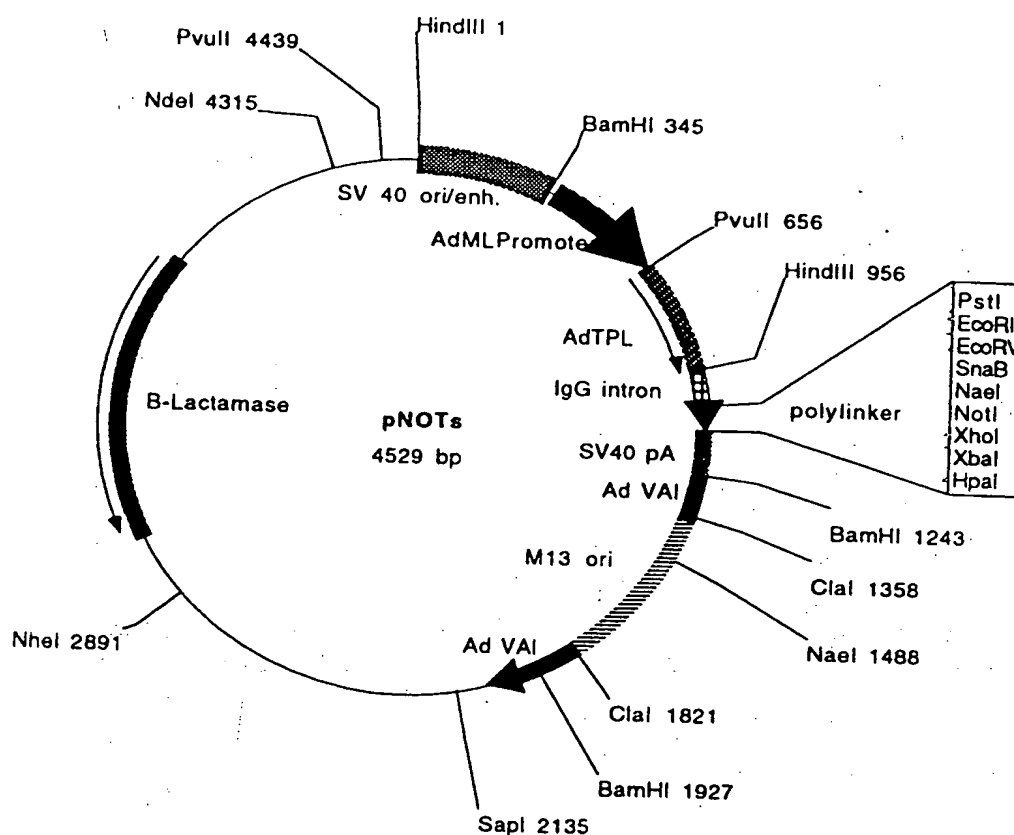 HindIII 1
PvuII 4439
NdeI 4315
BamHI 345
SV 40 ori/enh.
AdMLPromote
PvuII 656
HindIII 956
PstI
EcoRI
EcoRV
SnaB
NaeI
NotI
XhoI
XbaI
HpaI
AdTPL
IgG intron
polylinker
B-Lactamase
pNOTs
4529 bp
SV40 pA
Ad VAI
BamHI 1243
M13 ori
ClaI 1358
NheI 2891
Ad VAI
NaeI 1488
ClaI 1821
BamHI 1927
SapI 2135